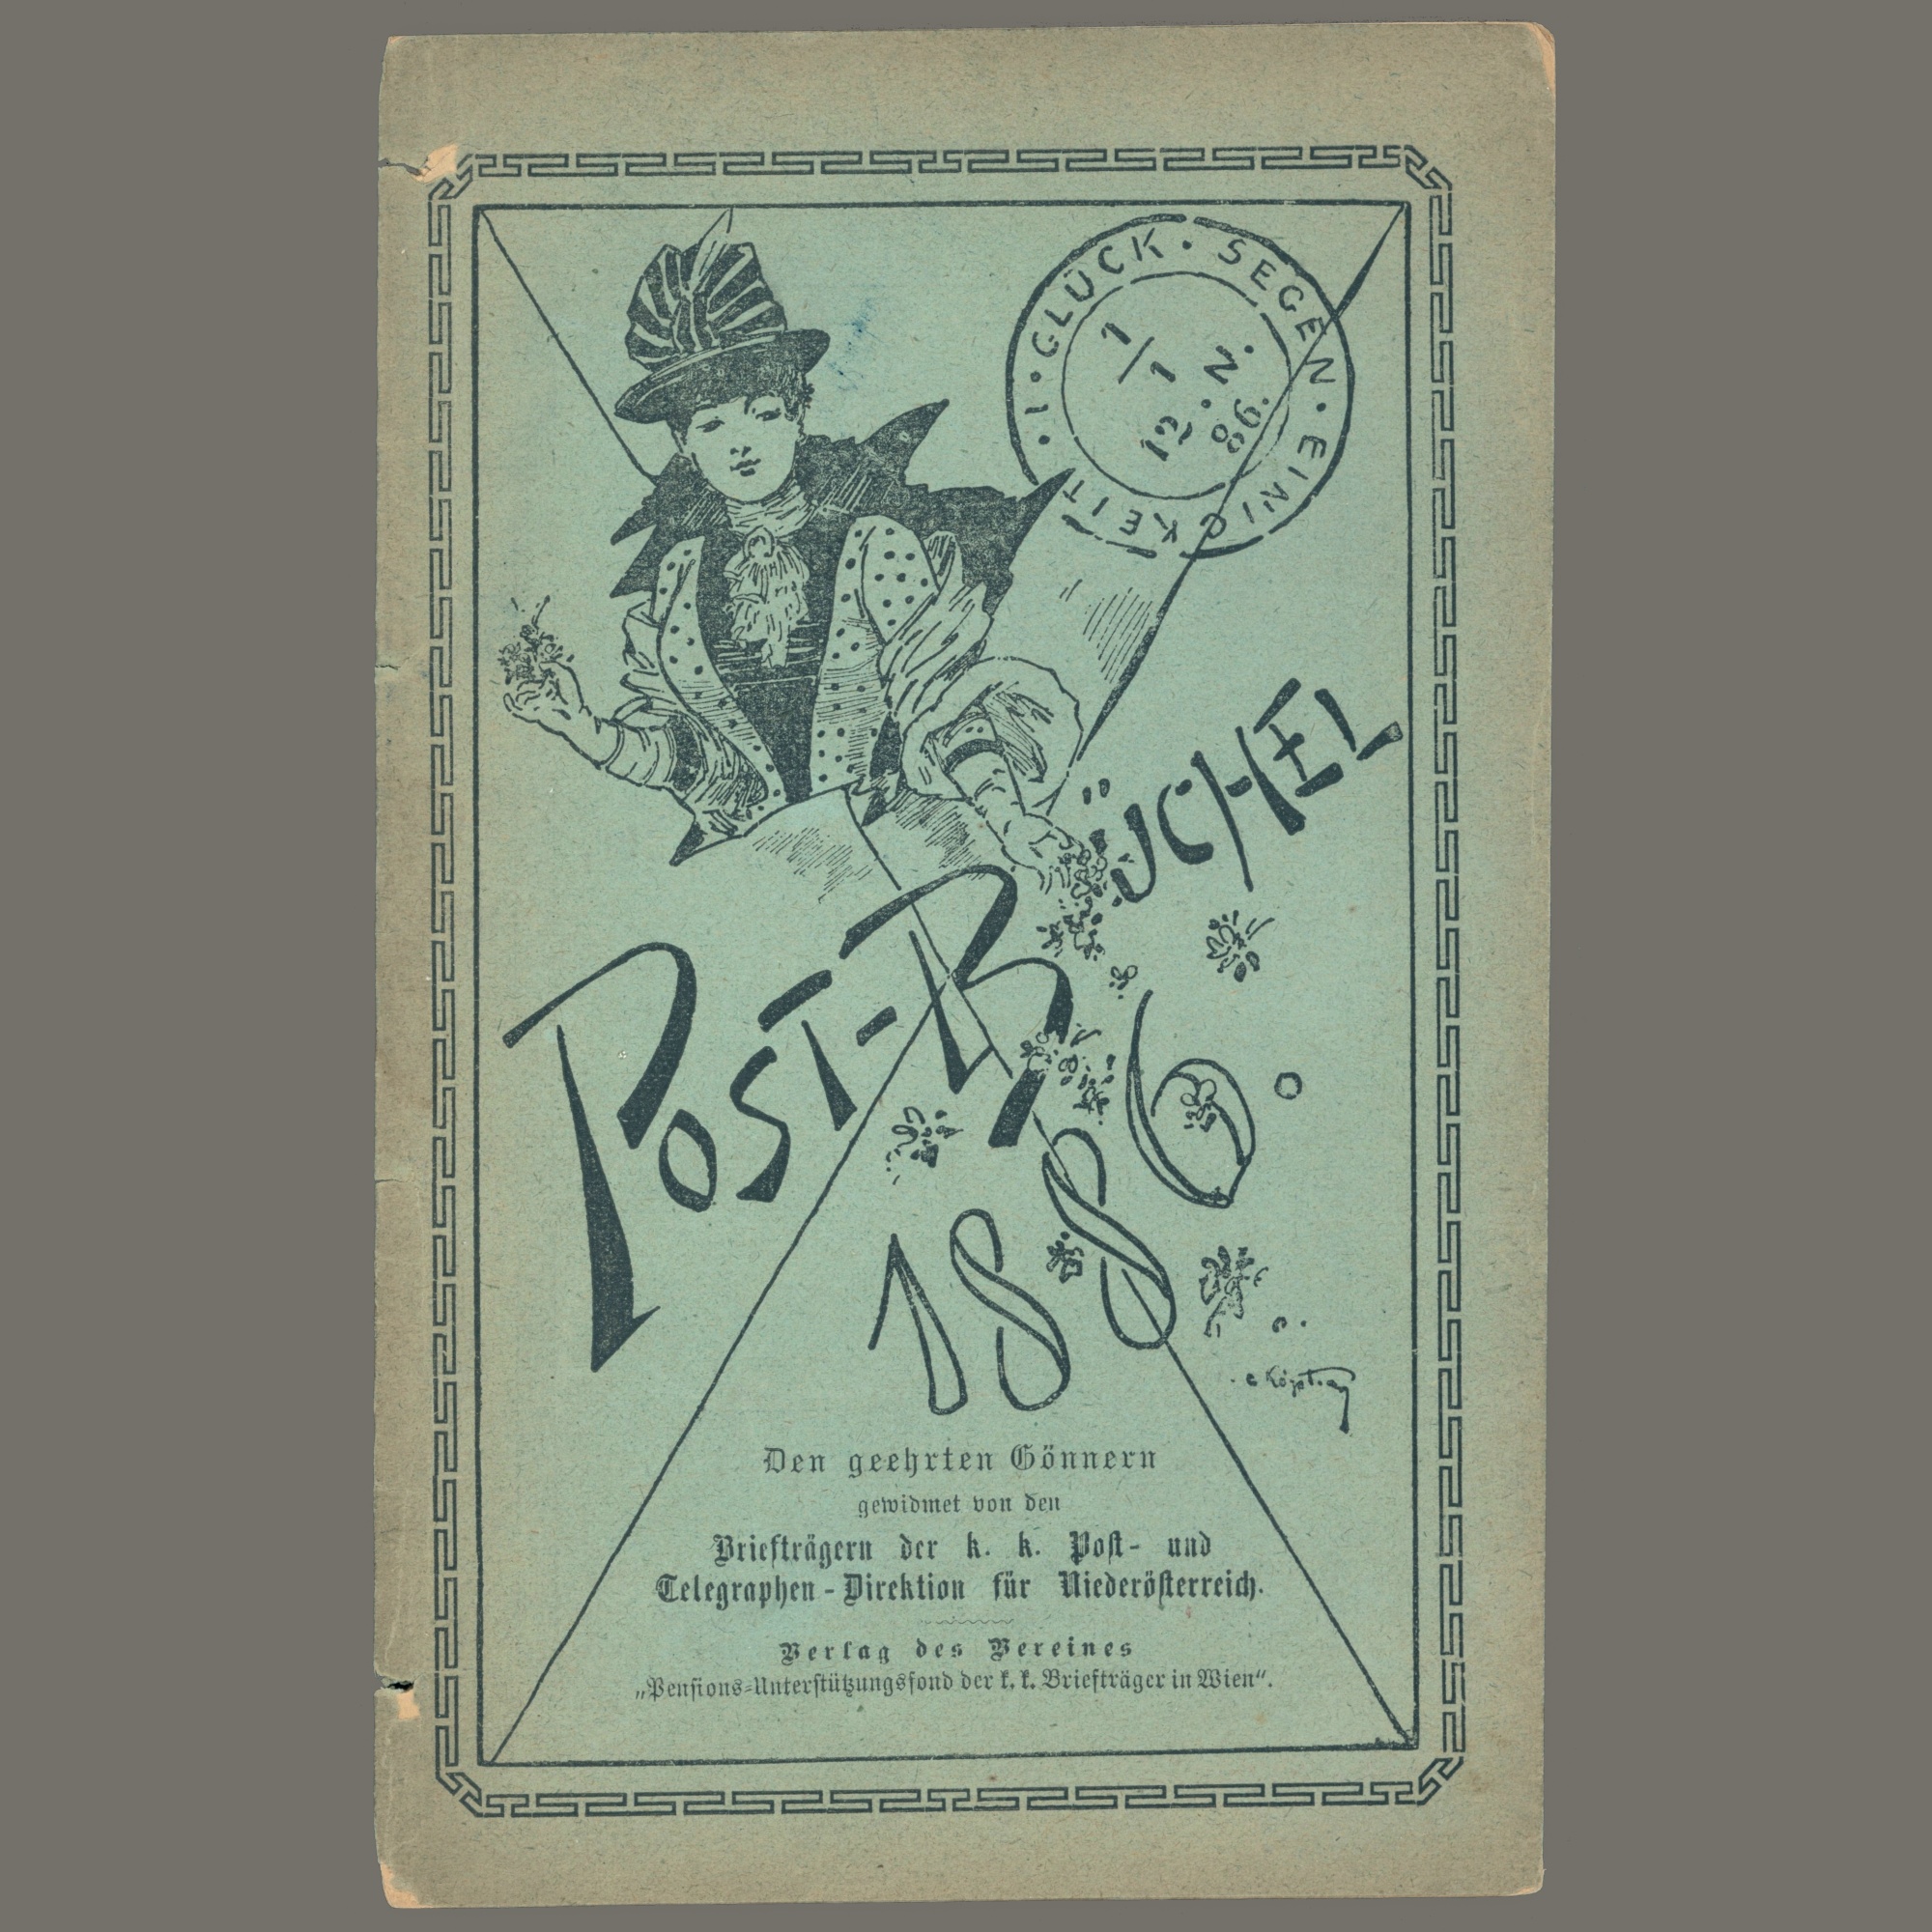 I · GLÜCK · SEGEN · EINIGKEIT ·
1/1
12. N.
86.
POST-BÜCHEL
1886.
Den geehrten Gönnern
gewidmet von den
Briefträgern der k. k. Post- und
Telegraphen-Direktion für Niederösterreich.
Verlag des Vereines
„Pensions-Unterstützungsfond der k. k. Briefträger in Wien“.